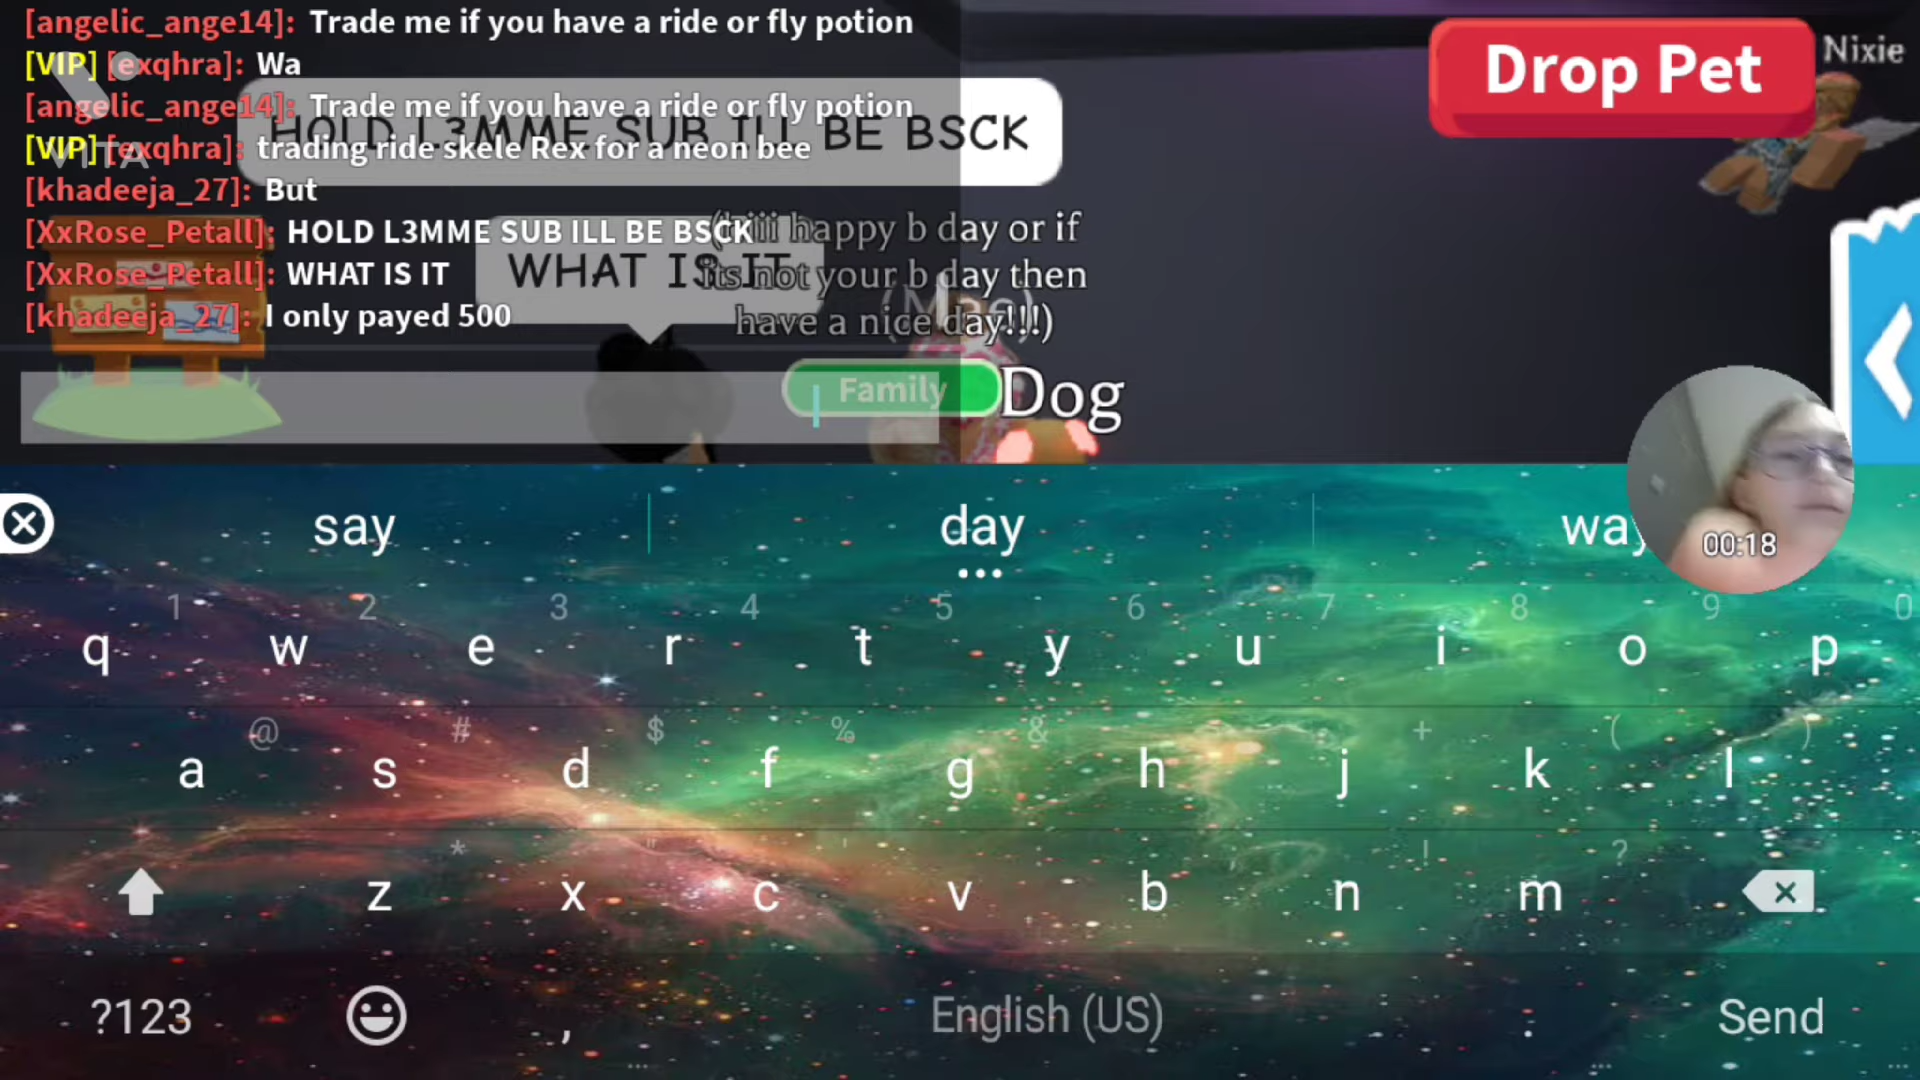 [angelic_ange14]: Trade me if you have a ride or fly potion
[VIP] [exqhra]: Wa
[angelic_ange14]: Trade me if you have a ride or fly potion
[VIP] [exqhra]: trading ride skele Rex for a neon bee
[khadeeja_27]: But
[XxRose_Petall]: HOLD L3MME SUB ILL BE BSCK
[XxRose_Petall]: WHAT IS IT
[khadeeja_27]: I only payed 500
VITA
HOLD L3MME SUB ILL BE BSCK
WHAT IS IT
happy b day or if
its not your b day then
have a nice day!!!)
Family
Dog
Drop Pet
Nixie
say day way
00:18
1 2 3 4 5 6 7 8 9 0
q w e r t y u i o p
@ # $ % & + ( )
a s d f g h j k l
* " ' ! ?
z x c v b n m
?123 , English (US) . Send